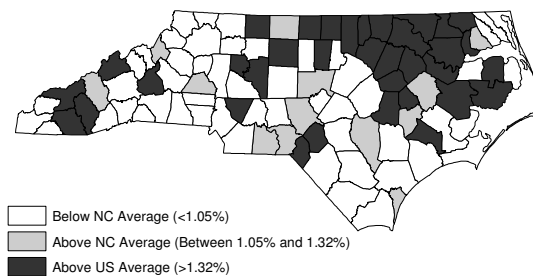 Below NC Average (<1.05%)
Above NC Average (Between 1.05% and 1.32%)
Above US Average (>1.32%)